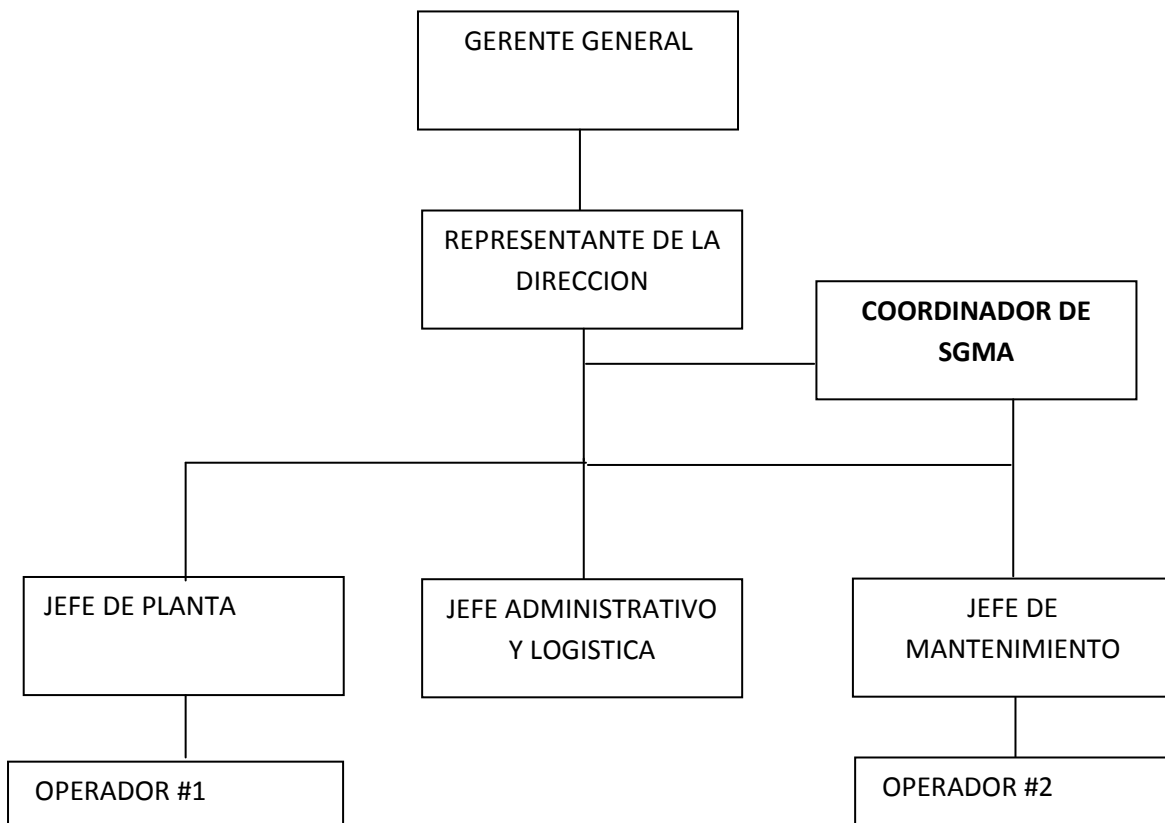 GERENTE GENERAL
REPRESENTANTE DE LA
DIRECCION
COORDINADOR DE
SGMA
JEFE DE PLANTA
JEFE ADMINISTRATIVO
Y LOGISTICA
JEFE DE
MANTENIMIENTO
OPERADOR #1
OPERADOR #2